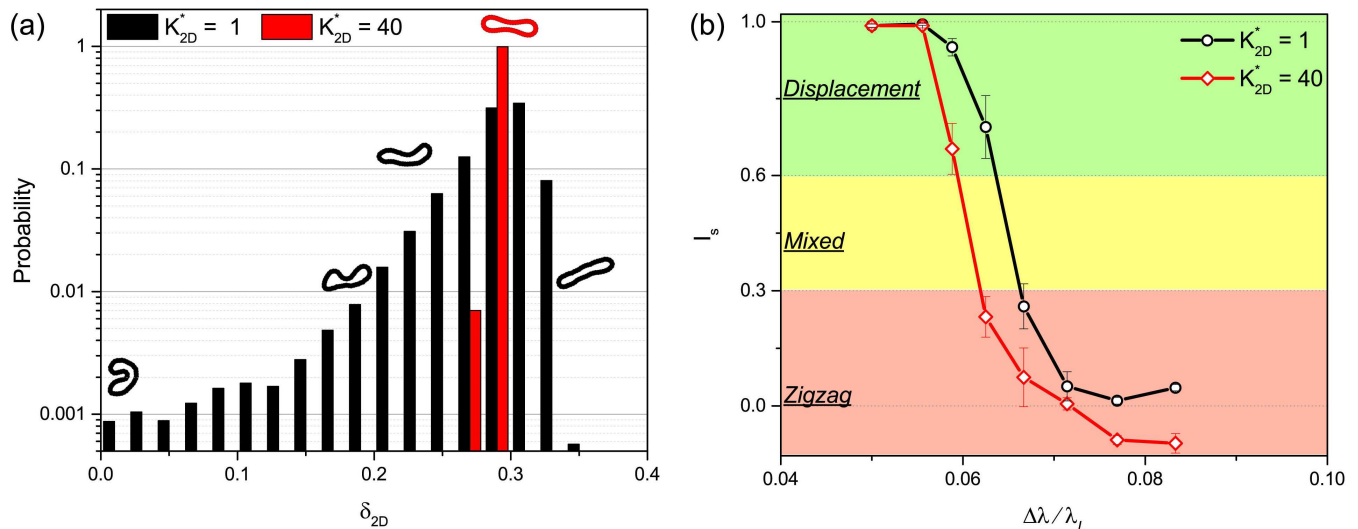 (a)
K*2D = 1
K*2D = 40
Probability
1
0.1
0.01
0.001
0.0
0.1
0.2
0.3
0.4
δ2D
(b)
K*2D = 1
K*2D = 40
Is
1.0
0.6
0.3
0.0
Displacement
Mixed
Zigzag
0.04
0.06
0.08
0.10
Δλ/λl